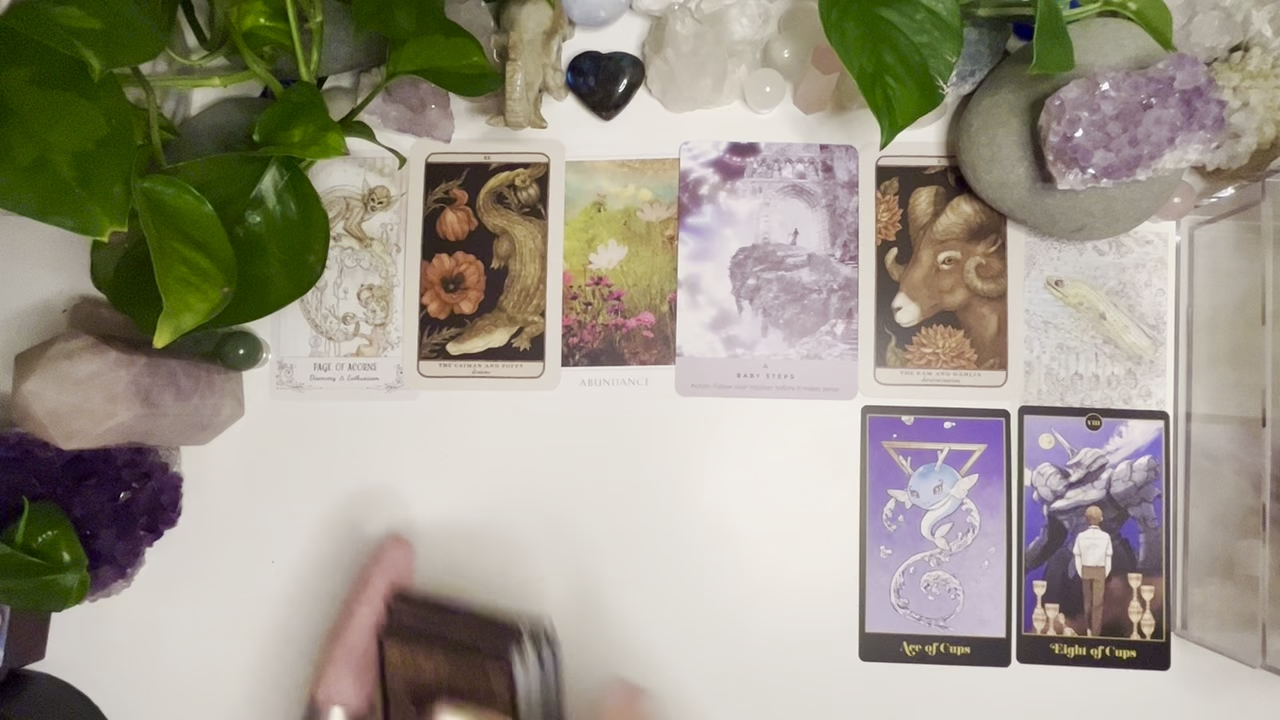 PAGE OF ACORNS
Discovery & Enthusiasm
THE CAIMAN AND POPPY
ABUNDANCE
BABY STEPS
THE RAM AND DAHLIA
Ace of Cups
VIII
Eight of Cups